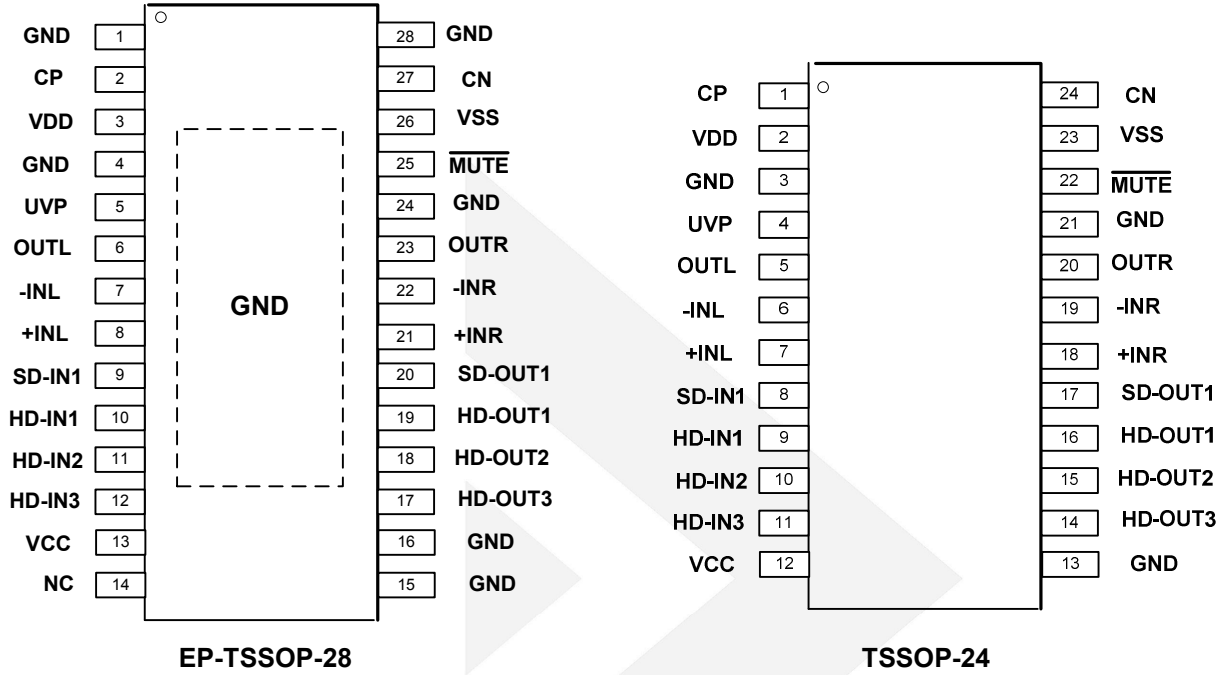 GND 1 28 GND
CP 2 27 CN
VDD 3 26 VSS
GND 4 25 MUTE
UVP 5 24 GND
OUTL 6 23 OUTR
-INL 7 22 -INR
+INL 8 21 +INR
SD-IN1 9 20 SD-OUT1
HD-IN1 10 19 HD-OUT1
HD-IN2 11 18 HD-OUT2
HD-IN3 12 17 HD-OUT3
VCC 13 16 GND
NC 14 15 GND
GND
EP-TSSOP-28
CP 1 24 CN
VDD 2 23 VSS
GND 3 22 MUTE
UVP 4 21 GND
OUTL 5 20 OUTR
-INL 6 19 -INR
+INL 7 18 +INR
SD-IN1 8 17 SD-OUT1
HD-IN1 9 16 HD-OUT1
HD-IN2 10 15 HD-OUT2
HD-IN3 11 14 HD-OUT3
VCC 12 13 GND
TSSOP-24